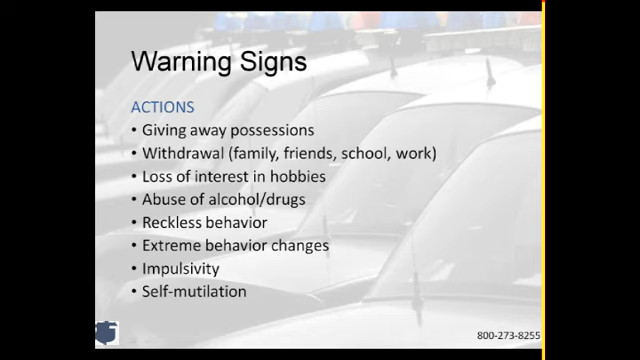 Warning Signs
ACTIONS
• Giving away possessions
• Withdrawal (family, friends, school, work)
• Loss of interest in hobbies
• Abuse of alcohol/drugs
• Reckless behavior
• Extreme behavior changes
• Impulsivity
• Self-mutilation
800-273-8255